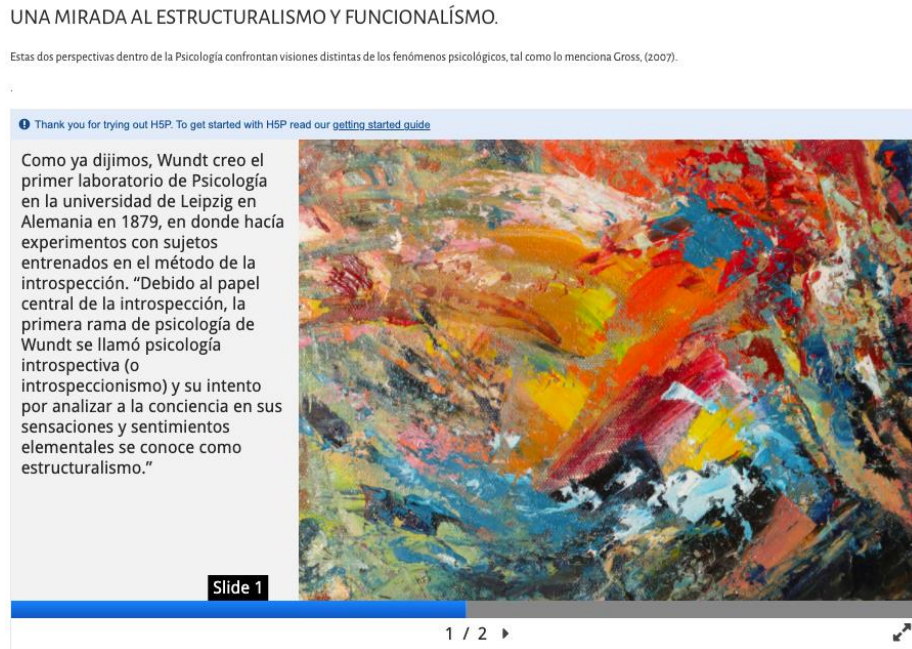 UNA MIRADA AL ESTRUCTURALISMO Y FUNCIONALÍSMO.
Estas dos perspectivas dentro de la Psicología confrontan visiones distintas de los fenómenos psicológicos, tal como lo menciona Gross, (2007).
.
Thank you for trying out H5P. To get started with H5P read our getting started guide
Como ya dijimos, Wundt creo el
primer laboratorio de Psicología
en la universidad de Leipzig en
Alemania en 1879, en donde hacía
experimentos con sujetos
entrenados en el método de la
introspección. “Debido al papel
central de la introspección, la
primera rama de psicología de
Wundt se llamó psicología
introspectiva (o
introspeccionismo) y su intento
por analizar a la conciencia en sus
sensaciones y sentimientos
elementales se conoce como
estructuralismo.”
Slide 1
1 / 2